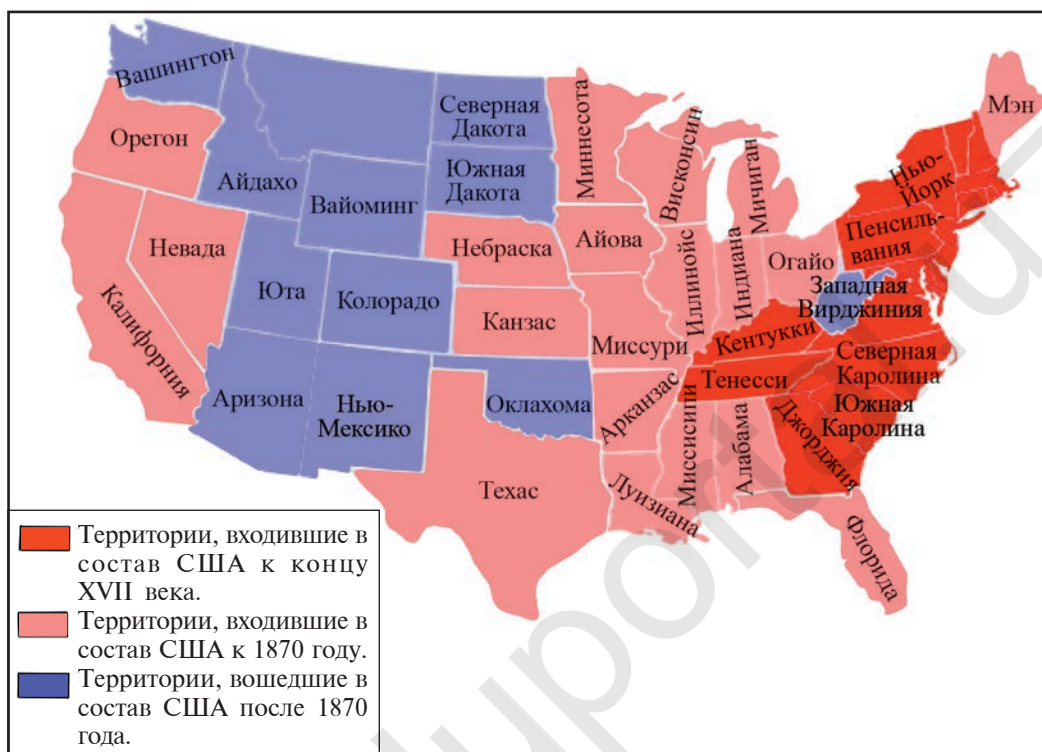 Вашингтон
Орегон
Айдахо
Невада
Калифорния
Юта
Аризона
Вайоминг
Колорадо
Нью-
Мексико
Северная
Дакота
Южная
Дакота
Небраска
Канзас
Оклахома
Техас
Миннесота
Айова
Миссури
Арканзас
Луизиана
Висконсин
Иллинойс
Мичиган
Индиана
Огайо
Кентукки
Тенесси
Миссисипи
Алабама
Джорджия
Флорида
Мэн
Нью-
Йорк
Пенсиль-
вания
Западная
Вирджиния
Северная
Каролина
Южная
Каролина
Территории, входившие в
состав США к концу
XVII века.
Территории, входившие в
состав США к 1870 году.
Территории, вошедшие в
состав США после 1870
года.